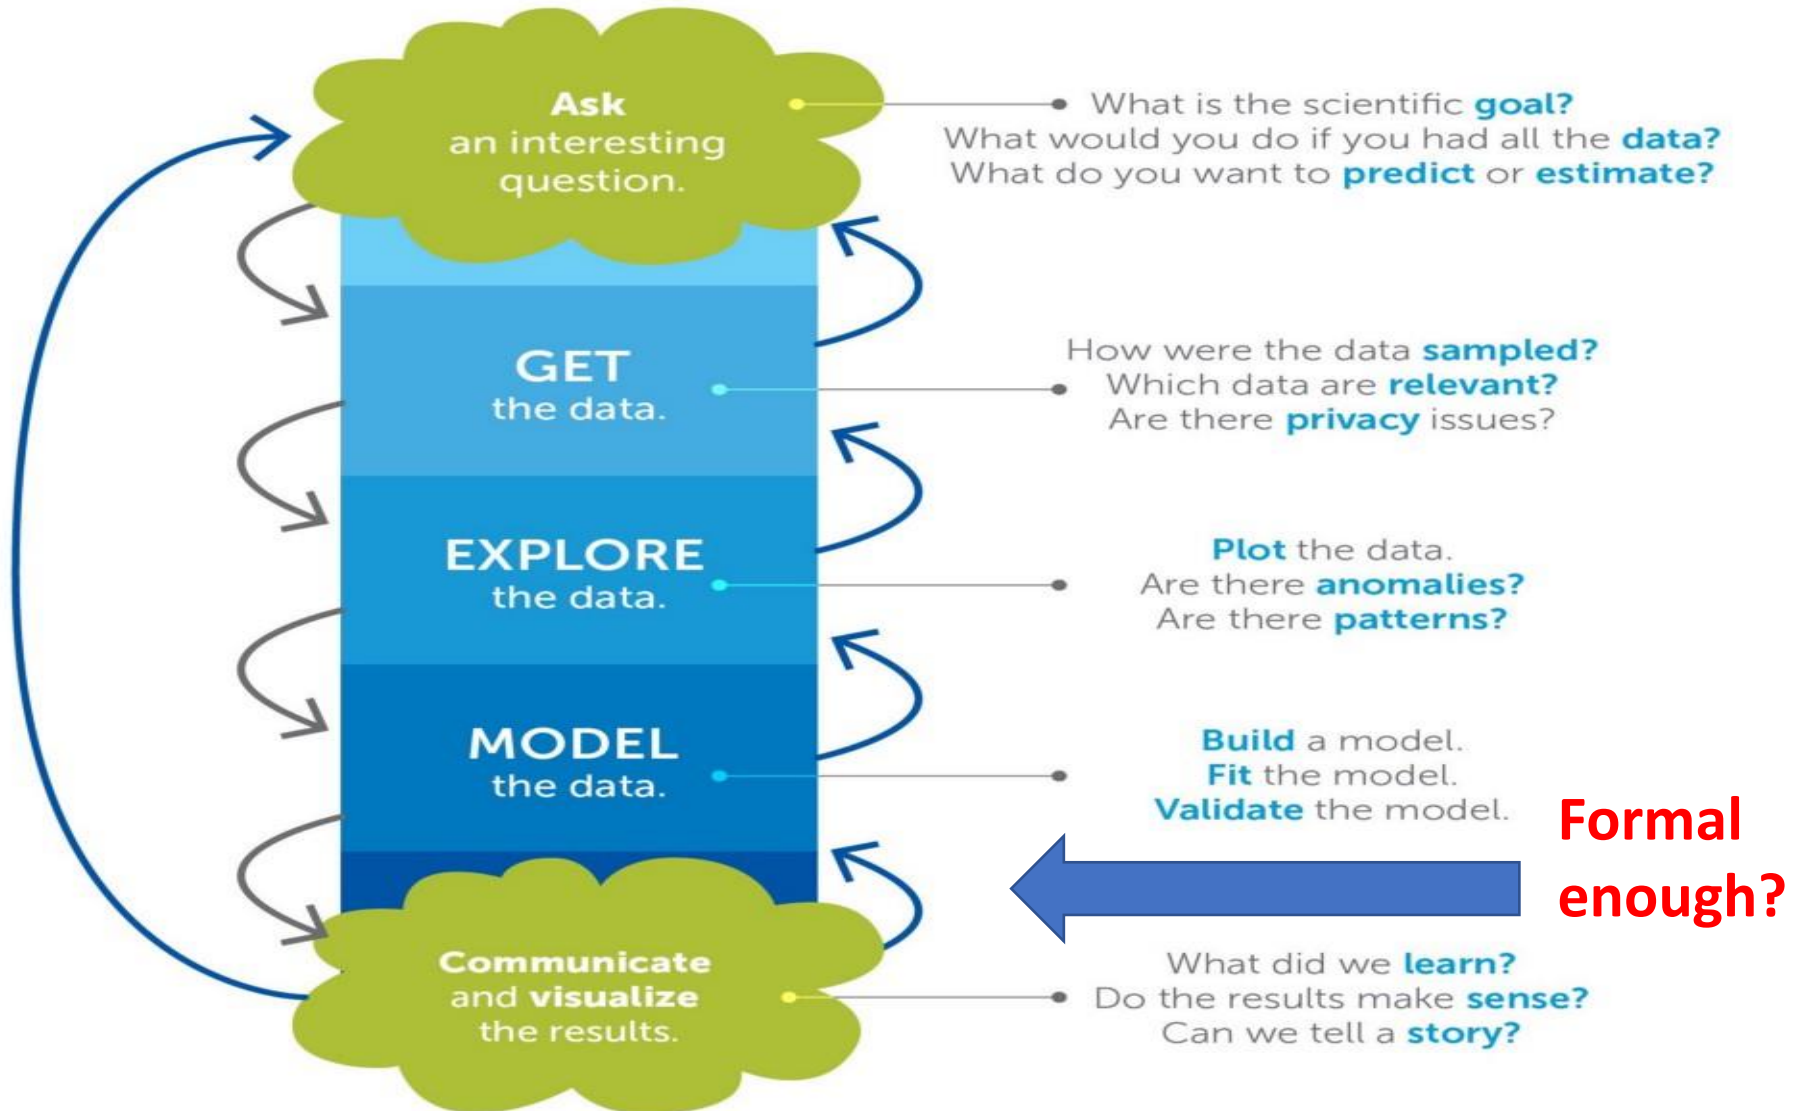 Ask
an interesting
question.
What is the scientific goal?
What would you do if you had all the data?
What do you want to predict or estimate?
GET
the data.
How were the data sampled?
Which data are relevant?
Are there privacy issues?
EXPLORE
the data.
Plot the data.
Are there anomalies?
Are there patterns?
MODEL
the data.
Build a model.
Fit the model.
Validate the model.
Formal
enough?
Communicate
and visualize
the results.
What did we learn?
Do the results make sense?
Can we tell a story?